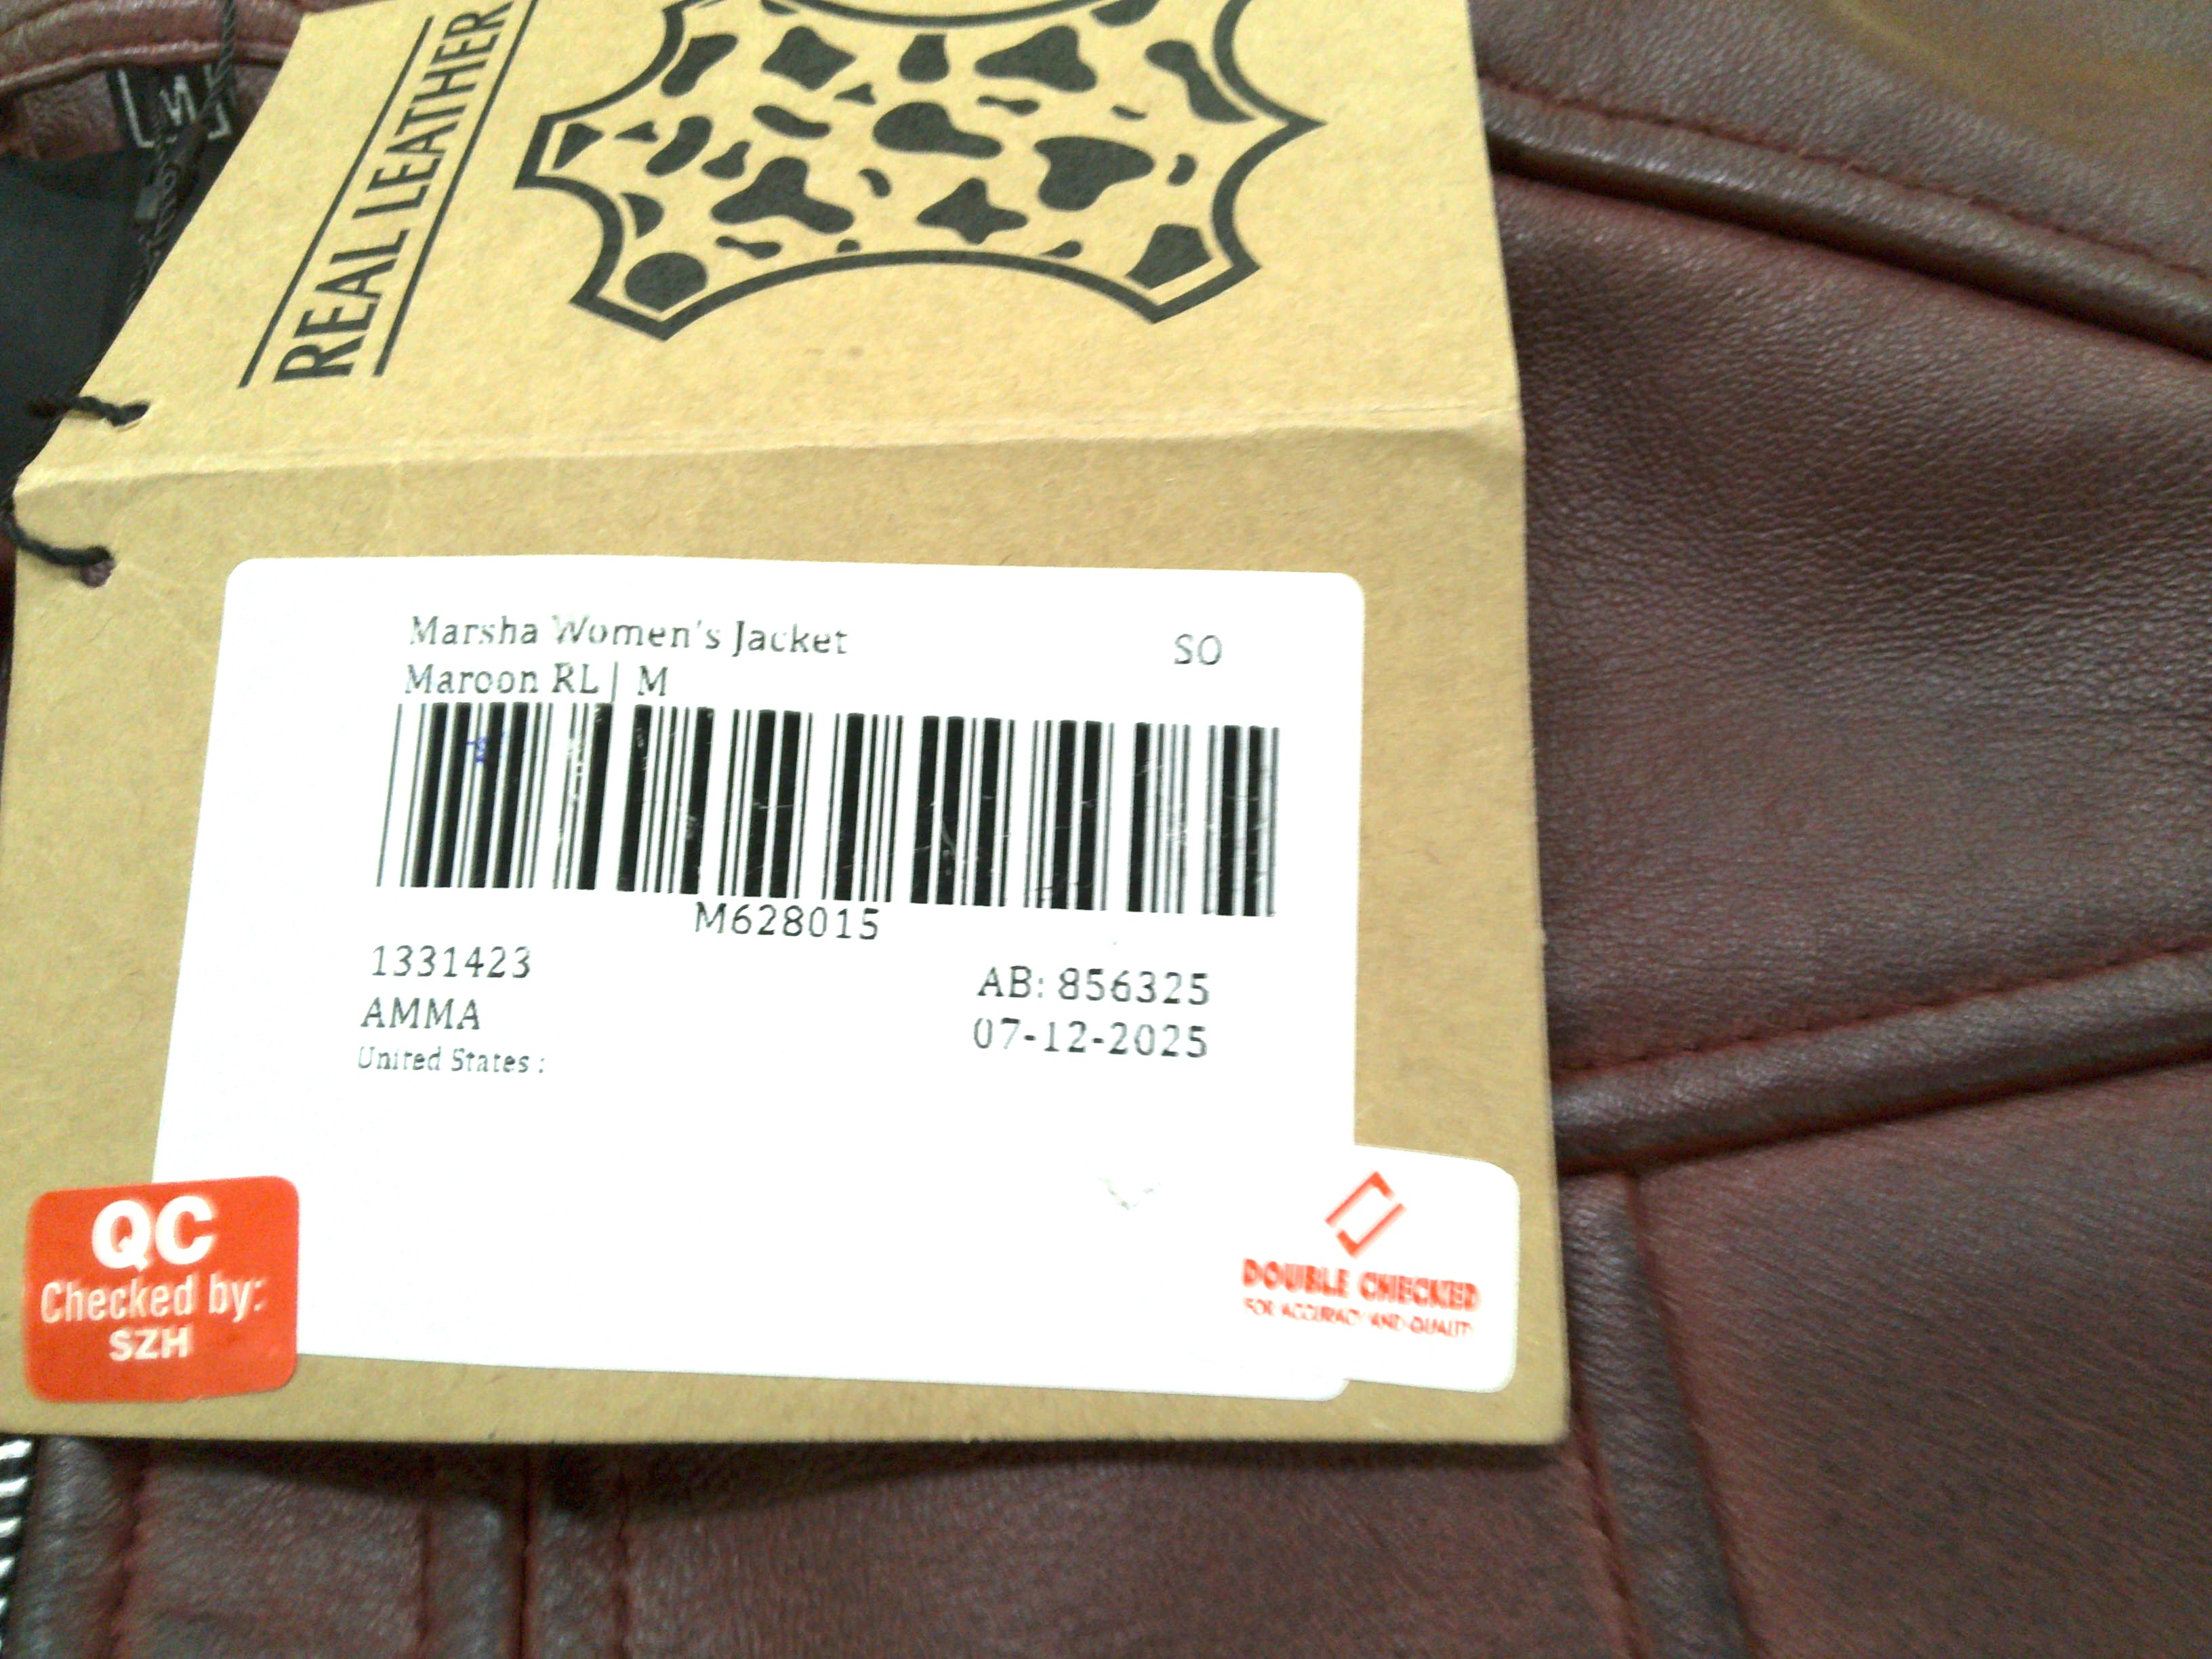 REAL LEATHER
M
Marsha Women's Jacket
SO
Maroon RL | M
M628015
1331423
AB: 856325
AMMA
07-12-2025
United States :
QC
Checked by:
SZH
DOUBLE CHECKED
FOR ACCURACY AND QUALITY